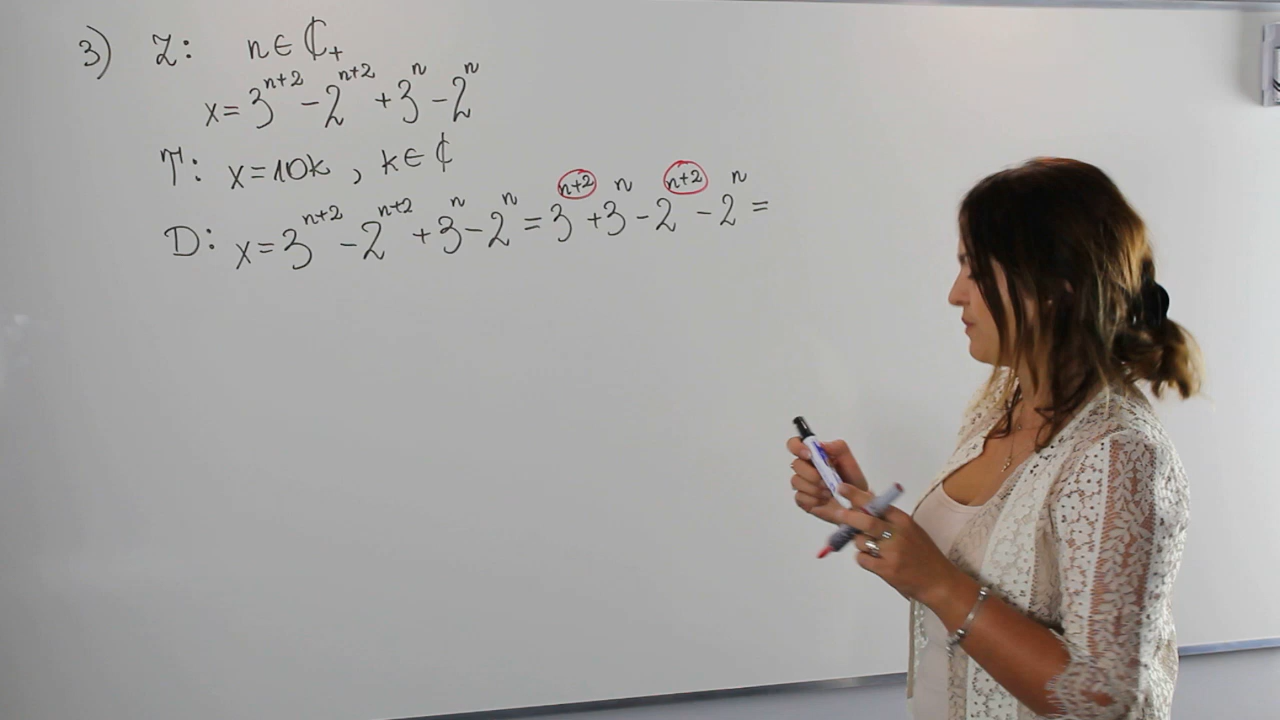 3) Z: n∈ℂ₊
x=3ⁿ⁺²-2ⁿ⁺²+3ⁿ-2ⁿ
T: x=10k, k∈ℂ
D: x=3ⁿ⁺²-2ⁿ⁺²+3ⁿ-2ⁿ=3ⁿ⁺²+3ⁿ-2ⁿ⁺²-2ⁿ=